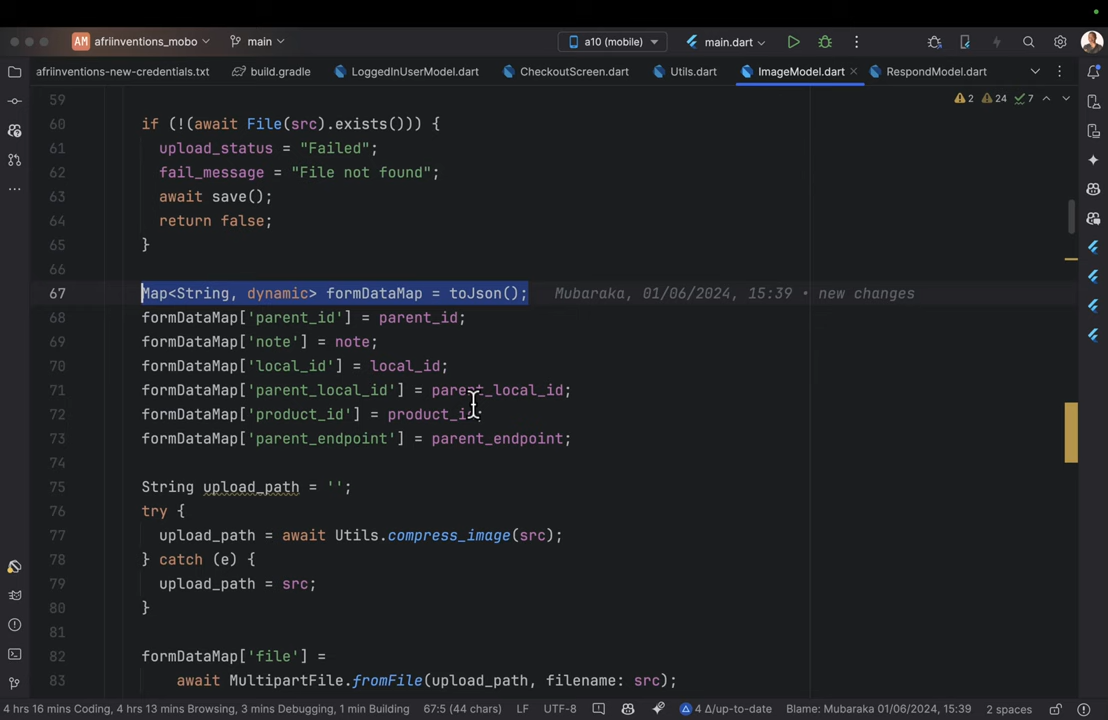 AM afriinventions_mobo main a10 (mobile) main.dart
afriinventions-new-credentials.txt build.gradle LoggedInUserModel.dart CheckoutScreen.dart Utils.dart ImageModel.dart RespondModel.dart
2 24 7
59
60 if (!(await File(src).exists())) {
61 upload_status = "Failed";
62 fail_message = "File not found";
63 await save();
64 return false;
65 }
66
67 Map<String, dynamic> formDataMap = toJson(); Mubaraka, 01/06/2024, 15:39 • new changes
68 formDataMap['parent_id'] = parent_id;
69 formDataMap['note'] = note;
70 formDataMap['local_id'] = local_id;
71 formDataMap['parent_local_id'] = parent_local_id;
72 formDataMap['product_id'] = product_id;
73 formDataMap['parent_endpoint'] = parent_endpoint;
74
75 String upload_path = '';
76 try {
77 upload_path = await Utils.compress_image(src);
78 } catch (e) {
79 upload_path = src;
80 }
81
82 formDataMap['file'] =
83 await MultipartFile.fromFile(upload_path, filename: src);
4 hrs 16 mins Coding, 4 hrs 13 mins Browsing, 3 mins Debugging, 1 min Building 67:5 (44 chars) LF UTF-8 4 Δ/up-to-date Blame: Mubaraka 01/06/2024, 15:39 2 spaces